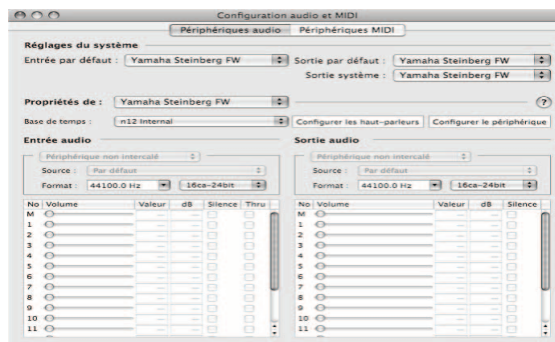 Configuration audio et MIDI
Périphériques audio Périphériques MIDI
Réglages du système
Entrée par défaut : Yamaha Steinberg FW Sortie par défaut : Yamaha Steinberg FW
Sortie système : Yamaha Steinberg FW
Propriétés de : Yamaha Steinberg FW ?
Base de temps : n12 Internal Configurer les haut-parleurs Configurer le périphérique
Entrée audio Sortie audio
Périphérique non intercalé Périphérique non intercalé
Source : Par défaut Source : Par défaut
Format : 44100.0 Hz 16ca-24bit Format : 44100.0 Hz 16ca-24bit
No Volume Valeur dB Silence Thru No Volume Valeur dB Silence
M M
1 1
2 2
3 3
4 4
5 5
6 6
7 7
8 8
9 9
10 10
11 11